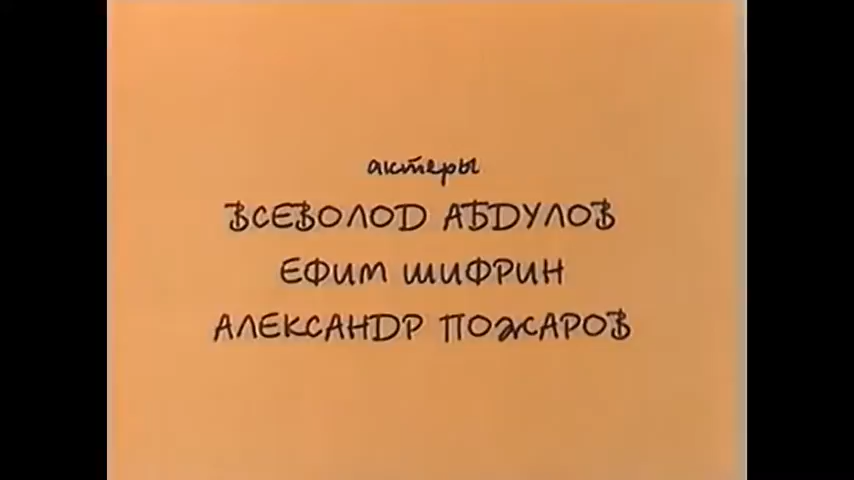 актеры
ВСЕВОЛОД АБДУЛОВ
ЕФИМ ШИФРИН
АЛЕКСАНДР ПОЖАРОВ